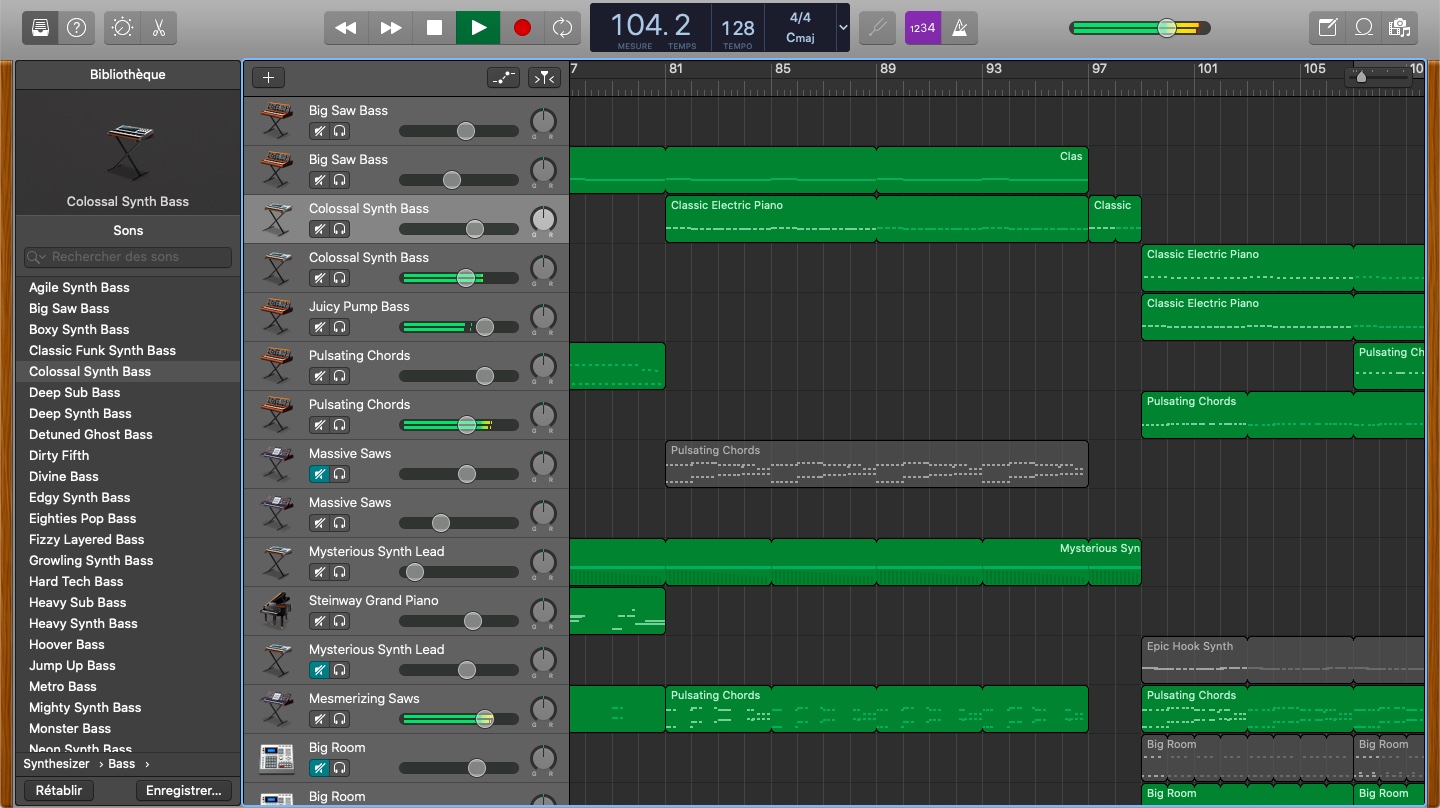 104.2
MESURE TEMPS
128
TEMPO
4/4
Cmaj
1234
Bibliothèque
Colossal Synth Bass
Sons
Rechercher des sons
Agile Synth Bass
Big Saw Bass
Boxy Synth Bass
Classic Funk Synth Bass
Colossal Synth Bass
Deep Sub Bass
Deep Synth Bass
Detuned Ghost Bass
Dirty Fifth
Divine Bass
Edgy Synth Bass
Eighties Pop Bass
Fizzy Layered Bass
Growling Synth Bass
Hard Tech Bass
Heavy Sub Bass
Heavy Synth Bass
Hoover Bass
Jump Up Bass
Metro Bass
Mighty Synth Bass
Monster Bass
Neon Synth Bass
Synthesizer › Bass ›
Rétablir Enregistrer...
7 81 85 89 93 97 101 105 10
Big Saw Bass
G R
Big Saw Bass
G R
Clas
Colossal Synth Bass
G R
Classic Electric Piano
Classic
Colossal Synth Bass
G R
Classic Electric Piano
Juicy Pump Bass
G R
Classic Electric Piano
Pulsating Chords
G R
Pulsating Ch
Pulsating Chords
G R
Pulsating Chords
Massive Saws
G R
Pulsating Chords
Massive Saws
G R
Mysterious Synth Lead
G R
Mysterious Syn
Steinway Grand Piano
G R
Mysterious Synth Lead
G R
Epic Hook Synth
Mesmerizing Saws
G R
Pulsating Chords
Pulsating Chords
Big Room
G R
Big Room
Big Room
Big Room
Big Room
Big Room